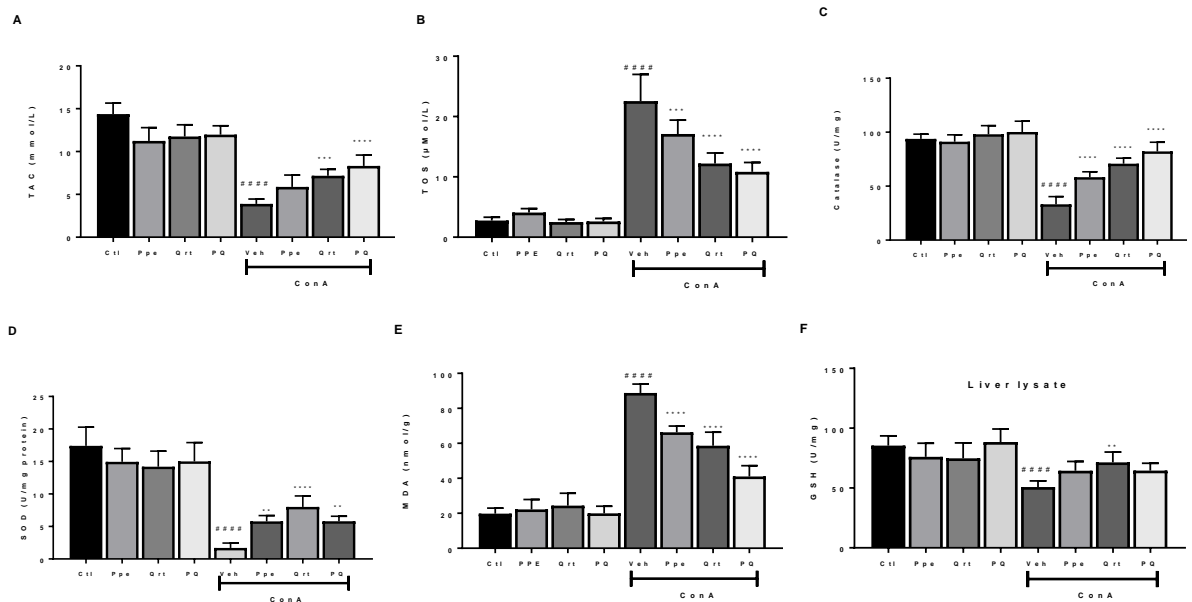 A
TAC (mmol/L)
20
15
10
5
0
####
***
****
Ctl Ppe Qrt PQ Veh Ppe Qrt PQ
ConA
B
TOS (µMol/L)
30
20
10
0
####
***
****
****
Ctl PPE Qrt PQ Veh Ppe Qrt PQ
ConA
C
Catalase (U/mg)
150
100
50
0
####
****
****
****
Ctl Ppe Qrt PQ Veh Ppe Qrt PQ
ConA
D
SOD (U/mg protein)
25
20
15
10
5
0
####
**
****
**
Ctl Ppe Qrt PQ Veh Ppe Qrt PQ
ConA
E
MDA (nmol/g)
100
80
60
40
20
0
####
****
****
****
Ctl PPE Qrt PQ Veh Ppe Qrt PQ
ConA
F
Liver lysate
GSH (U/mg)
150
100
50
0
####
**
Ctl Ppe Qrt PQ Veh Ppe Qrt PQ
ConA